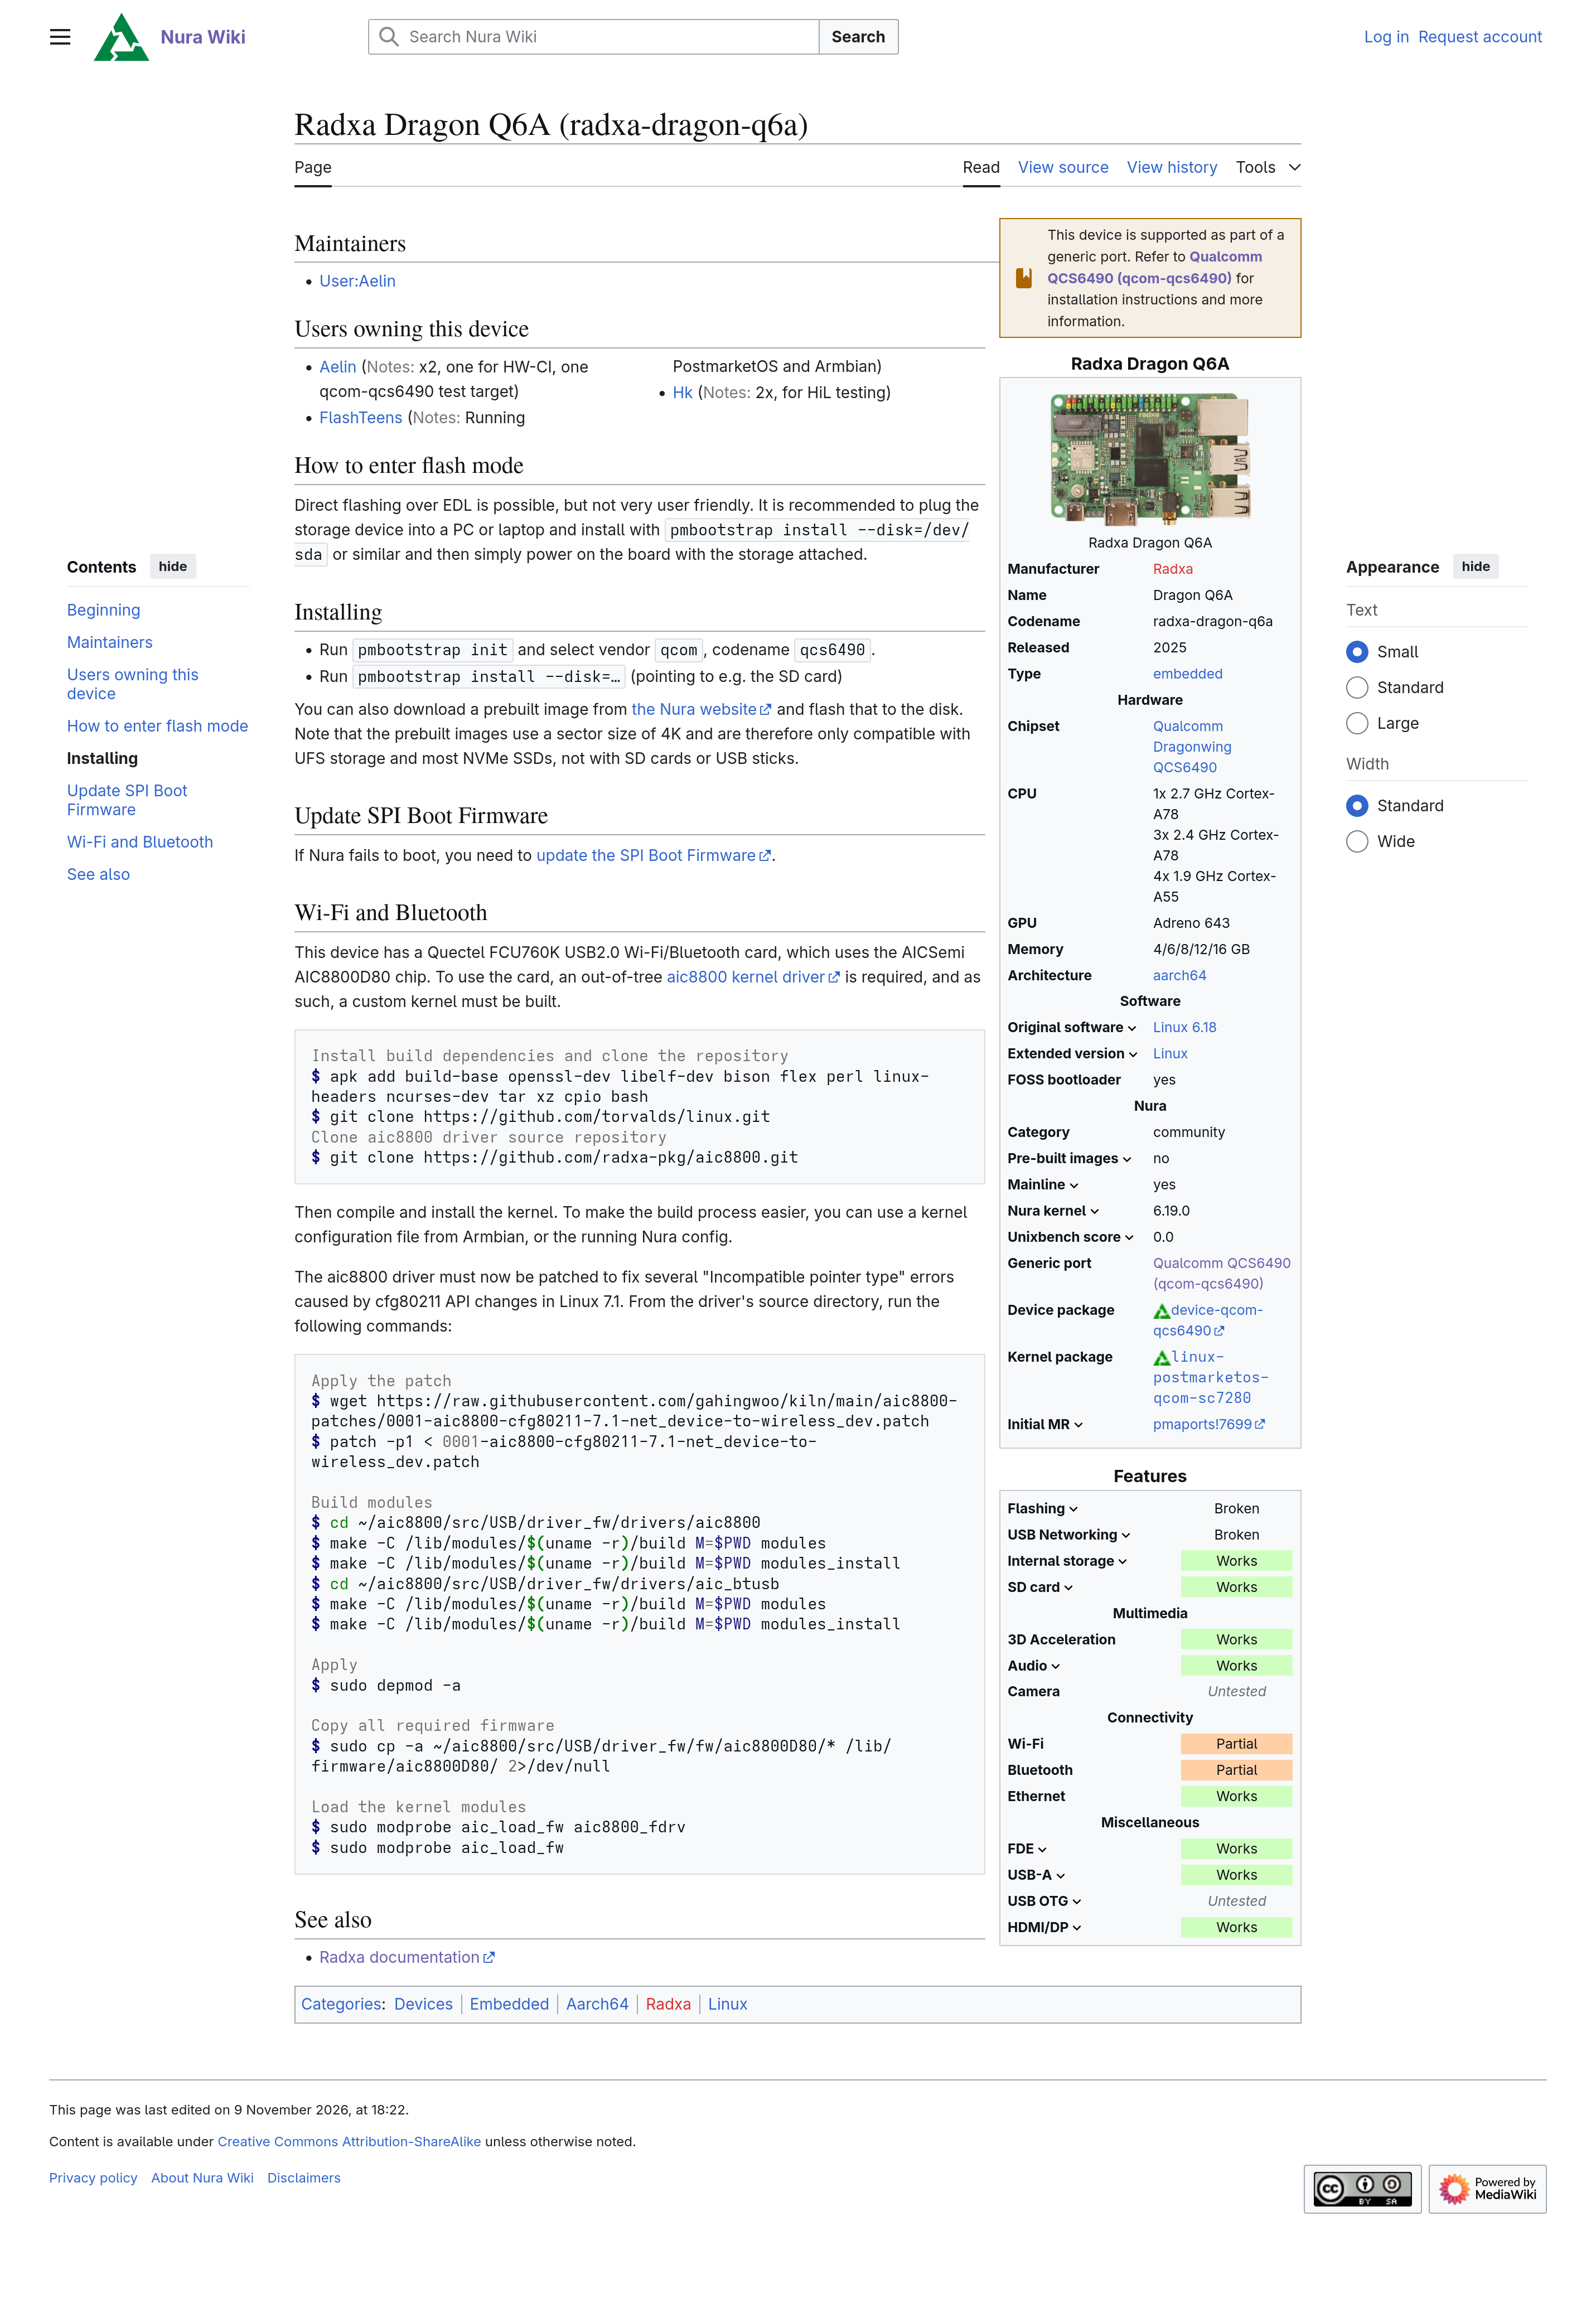 Nura Wiki
Search Nura Wiki
Search
Log in Request account
Radxa Dragon Q6A (radxa-dragon-q6a)
Page
Read View source View history Tools
Contents hide
Beginning
Maintainers
Users owning this
device
How to enter flash mode
Installing
Update SPI Boot
Firmware
Wi-Fi and Bluetooth
See also
Maintainers
• User:Aelin
Users owning this device
• Aelin (Notes: x2, one for HW-CI, one
qcom-qcs6490 test target)
• FlashTeens (Notes: Running
PostmarketOS and Armbian)
• Hk (Notes: 2x, for HiL testing)
How to enter flash mode
Direct flashing over EDL is possible, but not very user friendly. It is recommended to plug the
storage device into a PC or laptop and install with pmbootstrap install --disk=/dev/
sda or similar and then simply power on the board with the storage attached.
Installing
• Run pmbootstrap init and select vendor qcom, codename qcs6490.
• Run pmbootstrap install --disk=… (pointing to e.g. the SD card)
You can also download a prebuilt image from the Nura website and flash that to the disk.
Note that the prebuilt images use a sector size of 4K and are therefore only compatible with
UFS storage and most NVMe SSDs, not with SD cards or USB sticks.
Update SPI Boot Firmware
If Nura fails to boot, you need to update the SPI Boot Firmware.
Wi-Fi and Bluetooth
This device has a Quectel FCU760K USB2.0 Wi-Fi/Bluetooth card, which uses the AICSemi
AIC8800D80 chip. To use the card, an out-of-tree aic8800 kernel driver is required, and as
such, a custom kernel must be built.
Install build dependencies and clone the repository
$ apk add build-base openssl-dev libelf-dev bison flex perl linux-
headers ncurses-dev tar xz cpio bash
$ git clone https://github.com/torvalds/linux.git
Clone aic8800 driver source repository
$ git clone https://github.com/radxa-pkg/aic8800.git
Then compile and install the kernel. To make the build process easier, you can use a kernel
configuration file from Armbian, or the running Nura config.
The aic8800 driver must now be patched to fix several "Incompatible pointer type" errors
caused by cfg80211 API changes in Linux 7.1. From the driver's source directory, run the
following commands:
Apply the patch
$ wget https://raw.githubusercontent.com/gahingwoo/kiln/main/aic8800-
patches/0001-aic8800-cfg80211-7.1-net_device-to-wireless_dev.patch
$ patch -p1 < 0001-aic8800-cfg80211-7.1-net_device-to-
wireless_dev.patch
Build modules
$ cd ~/aic8800/src/USB/driver_fw/drivers/aic8800
$ make -C /lib/modules/$(uname -r)/build M=$PWD modules
$ make -C /lib/modules/$(uname -r)/build M=$PWD modules_install
$ cd ~/aic8800/src/USB/driver_fw/drivers/aic_btusb
$ make -C /lib/modules/$(uname -r)/build M=$PWD modules
$ make -C /lib/modules/$(uname -r)/build M=$PWD modules_install
Apply
$ sudo depmod -a
Copy all required firmware
$ sudo cp -a ~/aic8800/src/USB/driver_fw/fw/aic8800D80/* /lib/
firmware/aic8800D80/ 2>/dev/null
Load the kernel modules
$ sudo modprobe aic_load_fw aic8800_fdrv
$ sudo modprobe aic_load_fw
See also
• Radxa documentation
This device is supported as part of a
generic port. Refer to Qualcomm
QCS6490 (qcom-qcs6490) for
installation instructions and more
information.
Radxa Dragon Q6A
Radxa Dragon Q6A
Manufacturer Radxa
Name Dragon Q6A
Codename radxa-dragon-q6a
Released 2025
Type embedded
Hardware
Chipset Qualcomm
Dragonwing
QCS6490
CPU 1x 2.7 GHz Cortex-
A78
3x 2.4 GHz Cortex-
A78
4x 1.9 GHz Cortex-
A55
GPU Adreno 643
Memory 4/6/8/12/16 GB
Architecture aarch64
Software
Original software Linux 6.18
Extended version Linux
FOSS bootloader yes
Nura
Category community
Pre-built images no
Mainline yes
Nura kernel 6.19.0
Unixbench score 0.0
Generic port Qualcomm QCS6490
(qcom-qcs6490)
Device package device-qcom-
qcs6490
Kernel package linux-
postmarketos-
qcom-sc7280
Initial MR pmaports!7699
Features
Flashing Broken
USB Networking Broken
Internal storage Works
SD card Works
Multimedia
3D Acceleration Works
Audio Works
Camera Untested
Connectivity
Wi-Fi Partial
Bluetooth Partial
Ethernet Works
Miscellaneous
FDE Works
USB-A Works
USB OTG Untested
HDMI/DP Works
Appearance hide
Text
Small
Standard
Large
Width
Standard
Wide
Categories: Devices | Embedded | Aarch64 | Radxa | Linux
This page was last edited on 9 November 2026, at 18:22.
Content is available under Creative Commons Attribution-ShareAlike unless otherwise noted.
Privacy policy About Nura Wiki Disclaimers
CC BY SA
Powered by
MediaWiki